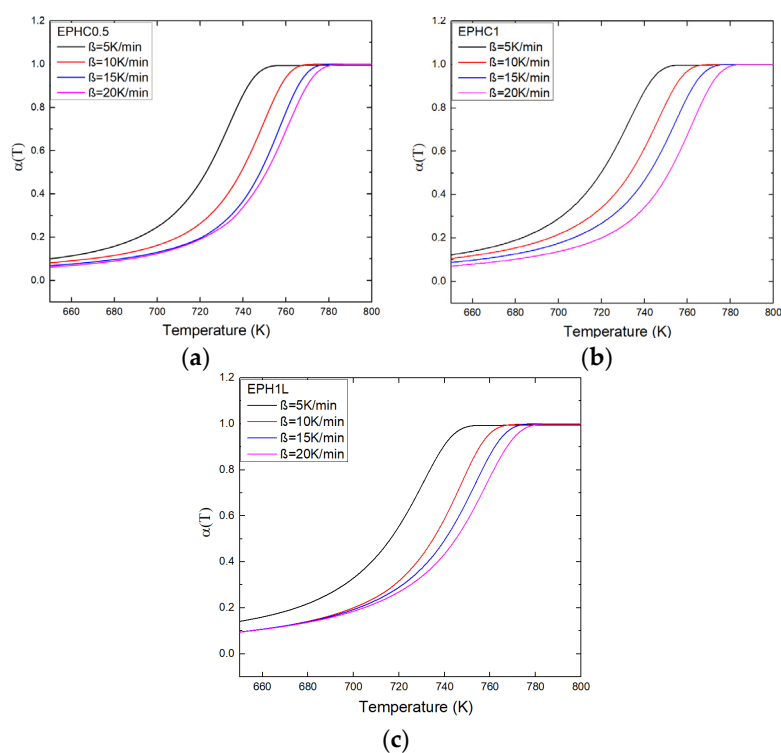 EPHC0.5
ß=5K/min
ß=10K/min
ß=15K/min
ß=20K/min
1.2
1.0
0.8
0.6
0.4
0.2
0.0
α(T)
660 680 700 720 740 760 780 800
Temperature (K)
(a)
EPHC1
ß=5K/min
ß=10K/min
ß=15K/min
ß=20K/min
1.2
1.0
0.8
0.6
0.4
0.2
0.0
α(T)
660 680 700 720 740 760 780 800
Temperature (K)
(b)
EPH1L
ß=5K/min
ß=10K/min
ß=15K/min
ß=20K/min
1.2
1.0
0.8
0.6
0.4
0.2
0.0
α(T)
660 680 700 720 740 760 780 800
Temperature (K)
(c)